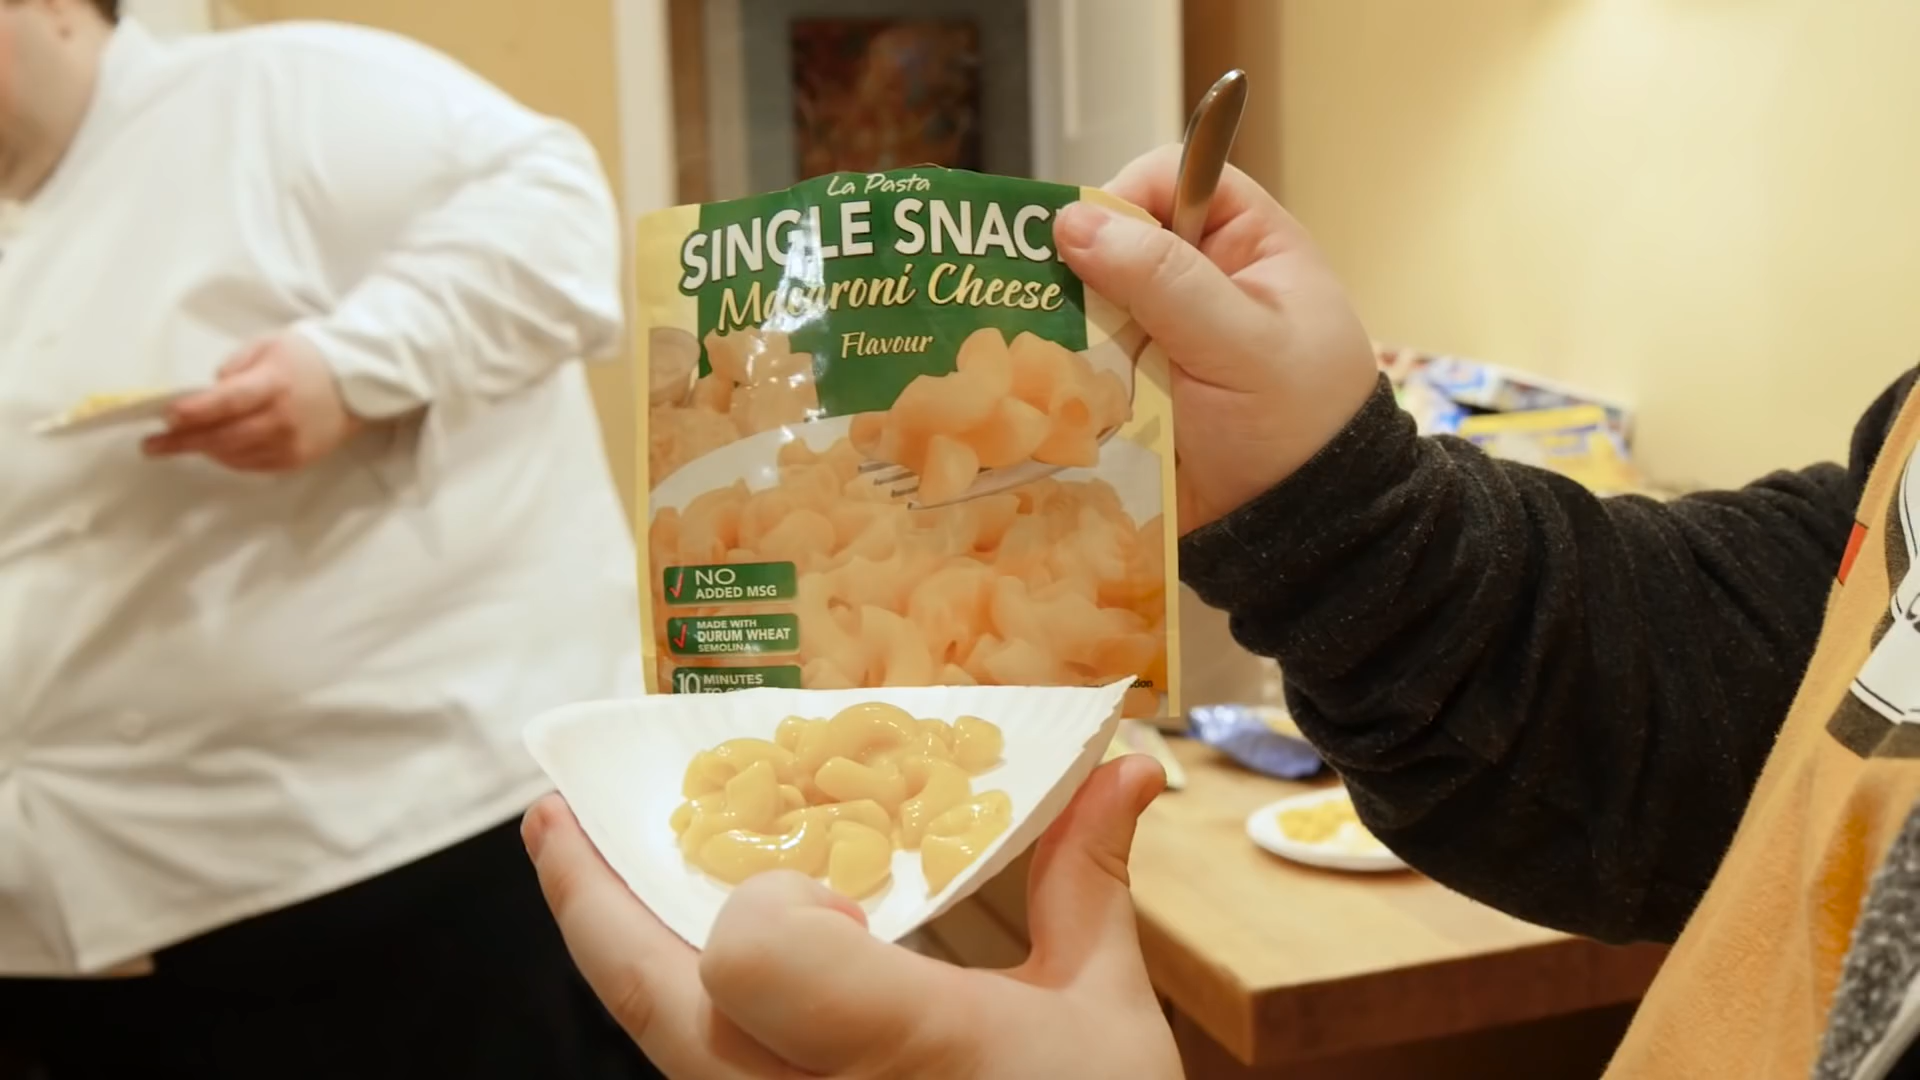 La Pasta
SINGLE SNAC
Macaroni Cheese
Flavour
NO
ADDED MSG
MADE WITH
DURUM WHEAT
SEMOLINA
10 MINUTES